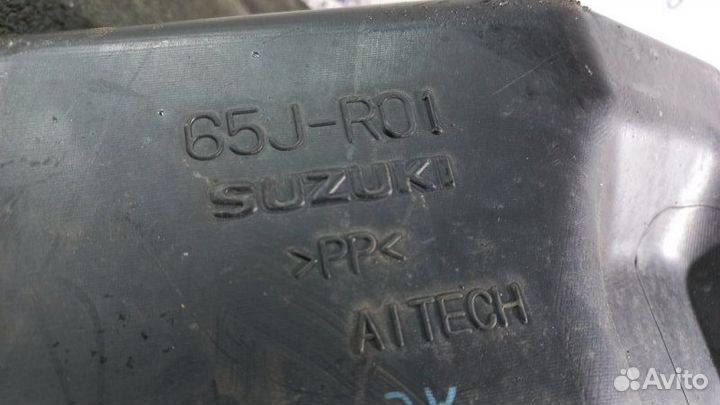 65J-R01
SUZUKI
>PP<
AITECH
Avito